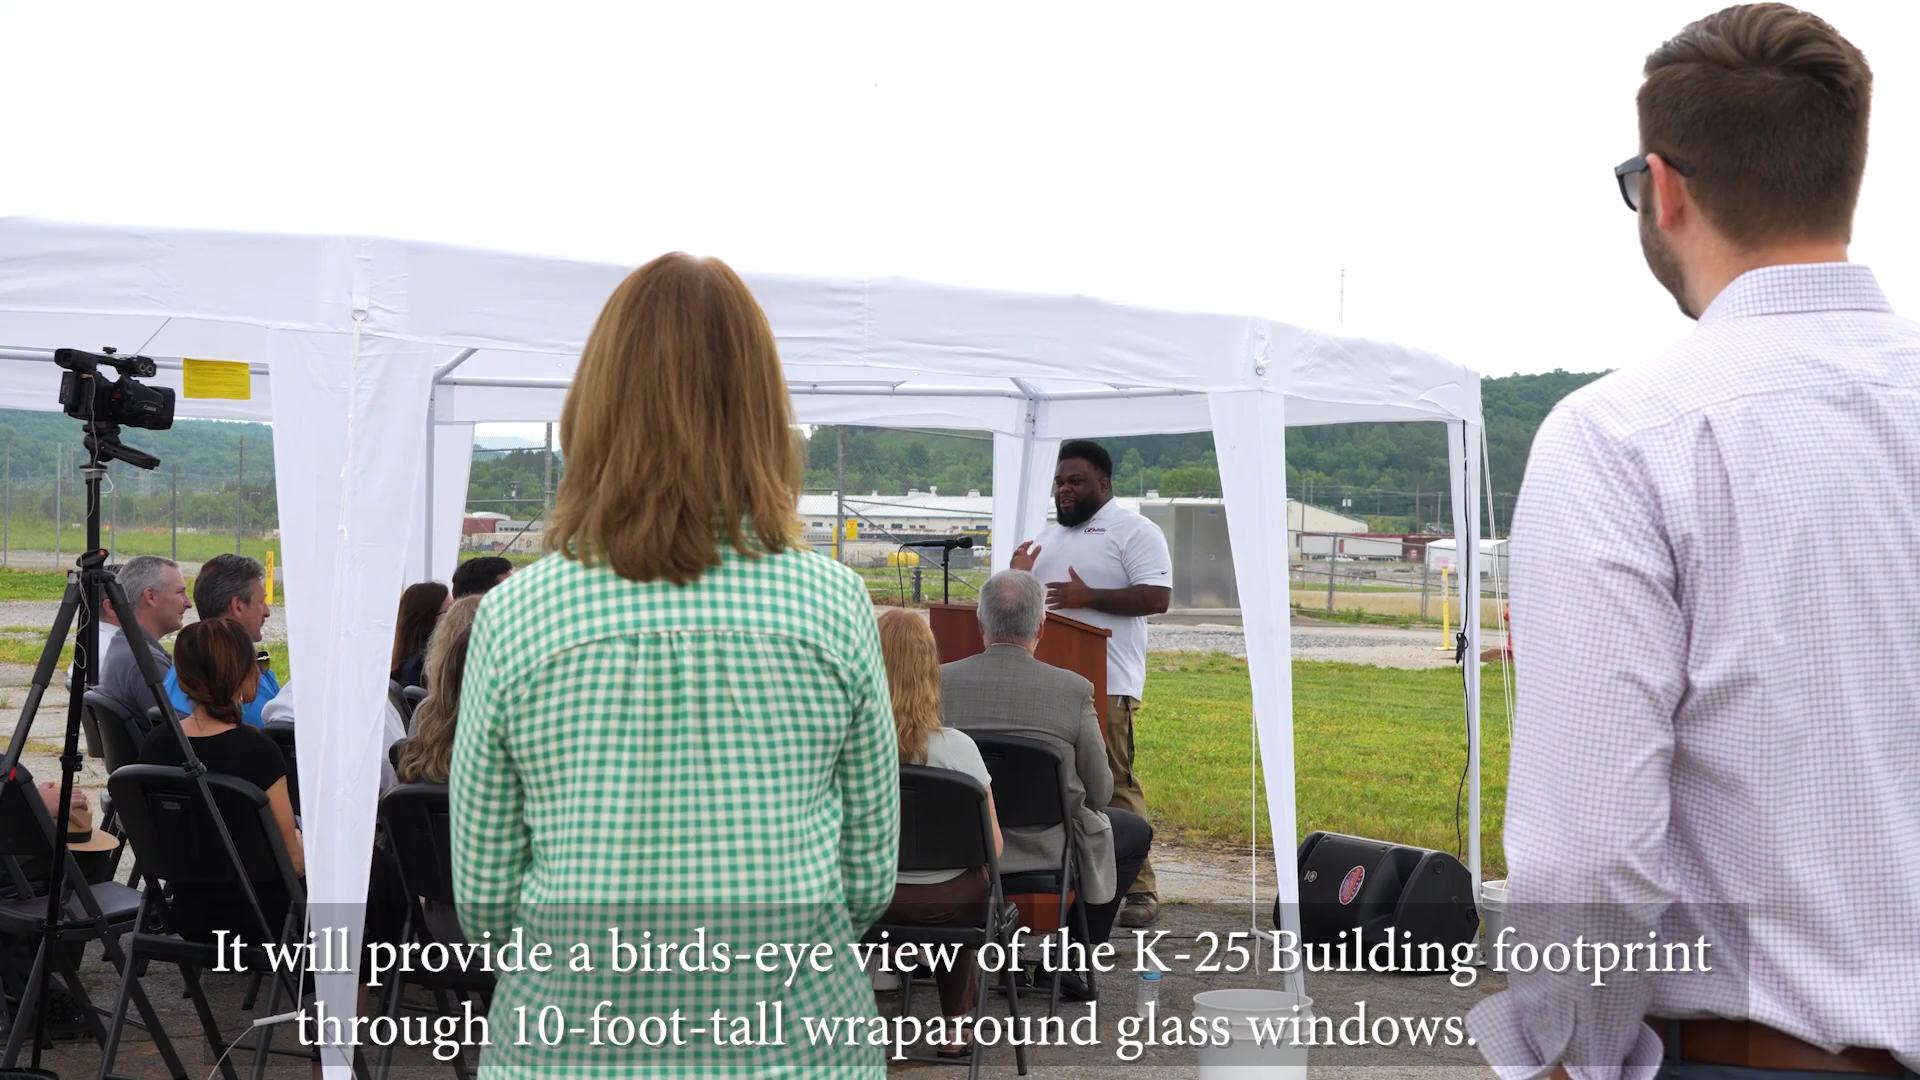 It will provide a birds-eye view of the K-25 Building footprint
through 10-foot-tall wraparound glass windows.